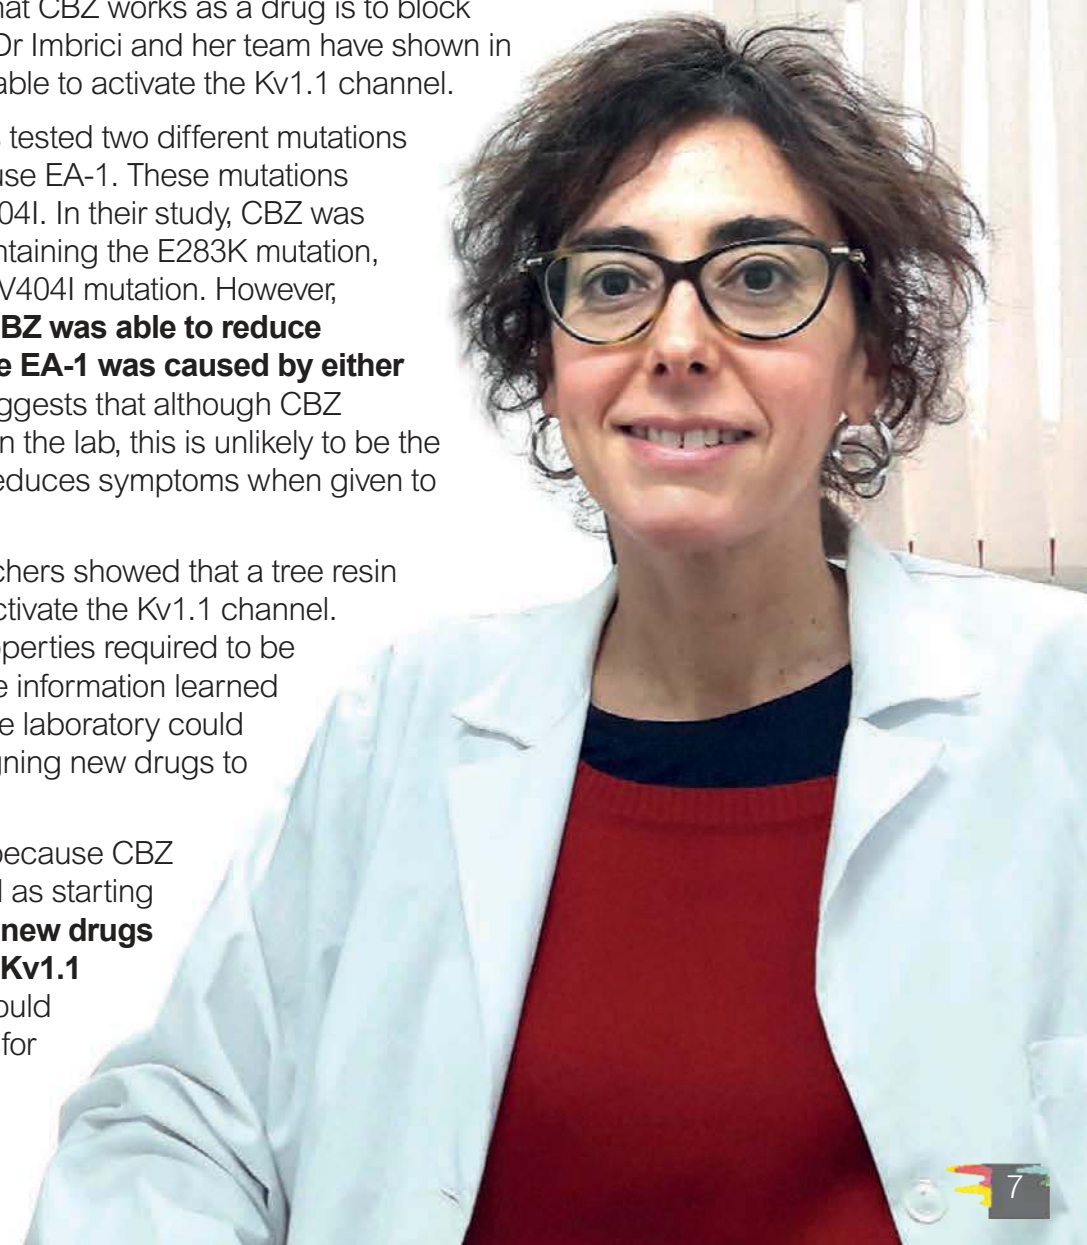 hat CBZ works as a drug is to block
Dr Imbrici and her team have shown in
able to activate the Kv1.1 channel.
s tested two different mutations
use EA-1. These mutations
04I. In their study, CBZ was
ntaining the E283K mutation,
V404I mutation. However,
BZ was able to reduce
e EA-1 was caused by either
uggests that although CBZ
n the lab, this is unlikely to be the
educes symptoms when given to
chers showed that a tree resin
ctivate the Kv1.1 channel.
operties required to be
e information learned
e laboratory could
gning new drugs to
because CBZ
d as starting
new drugs
Kv1.1
ould
for
7